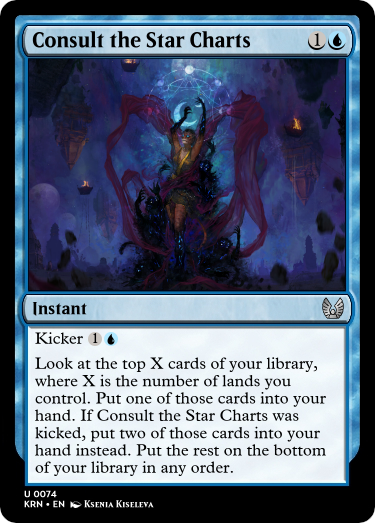 Consult the Star Charts 1
Instant
Kicker 1
Look at the top X cards of your library,
where X is the number of lands you
control. Put one of those cards into your
hand. If Consult the Star Charts was
kicked, put two of those cards into your
hand instead. Put the rest on the bottom
of your library in any order.
U 0074
KRN • EN Ksenia Kiseleva